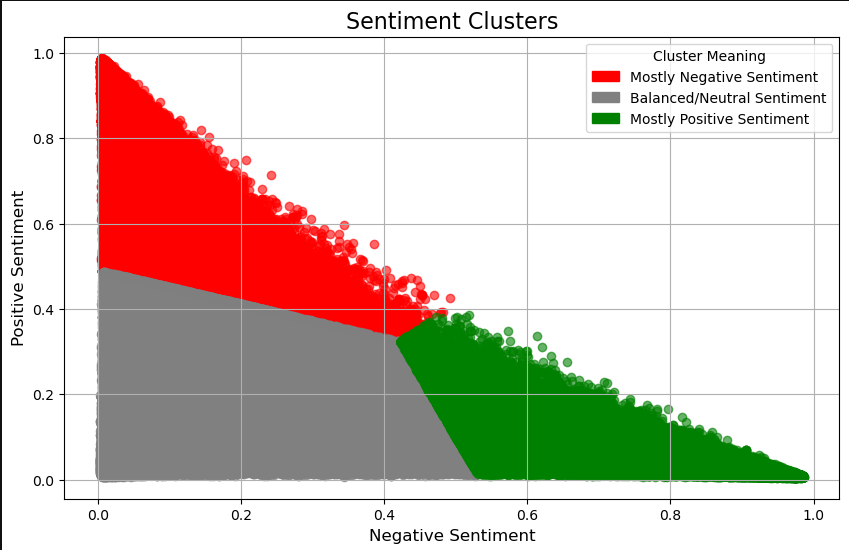 Sentiment Clusters
Cluster Meaning
Mostly Negative Sentiment
Balanced/Neutral Sentiment
Mostly Positive Sentiment
Positive Sentiment
1.0
0.8
0.6
0.4
0.2
0.0
0.0 0.2 0.4 0.6 0.8 1.0
Negative Sentiment